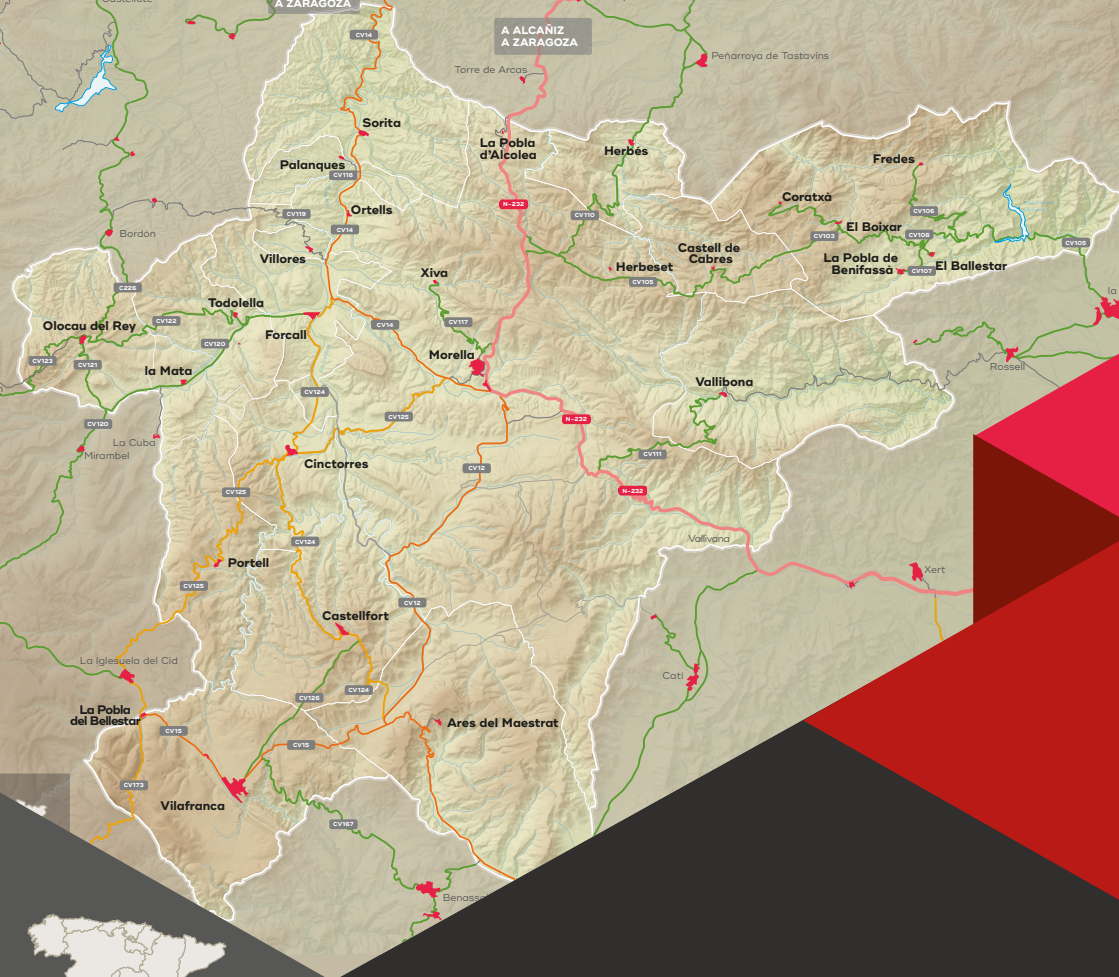 A ZARAGOZA
CV14
A ALCAÑIZ
A ZARAGOZA
Peñarroya de Tastavins
Torre de Arcas
Sorita
La Pobla
d'Alcolea
Herbés
Fredes
Palanques
CV118
Coratxà
N-232
CV119
Ortells
CV110
CV106
CV14
El Boixar
CV103
CV108
CV105
Bordón
Villores
Castell de
Cabres
La Pobla de
Benifassà
CV107
El Ballestar
Xiva
Herbeset
CV105
C226
la
Todolella
CV122
CV117
Olocau del Rey
CV14
Forcall
CV120
Morella
CV123
CV121
la Mata
Rossell
Vallibona
CV124
CV125
N-232
CV120
La Cuba
Mirambel
CV111
Cinctorres
CV12
CV125
N-232
Vallivana
CV124
Portell
Xert
CV125
CV12
Castellfort
La Iglesuela del Cid
Cati
CV124
CV126
La Pobla
del Bellestar
Ares del Maestrat
CV15
CV15
CV173
Vilafranca
CV167